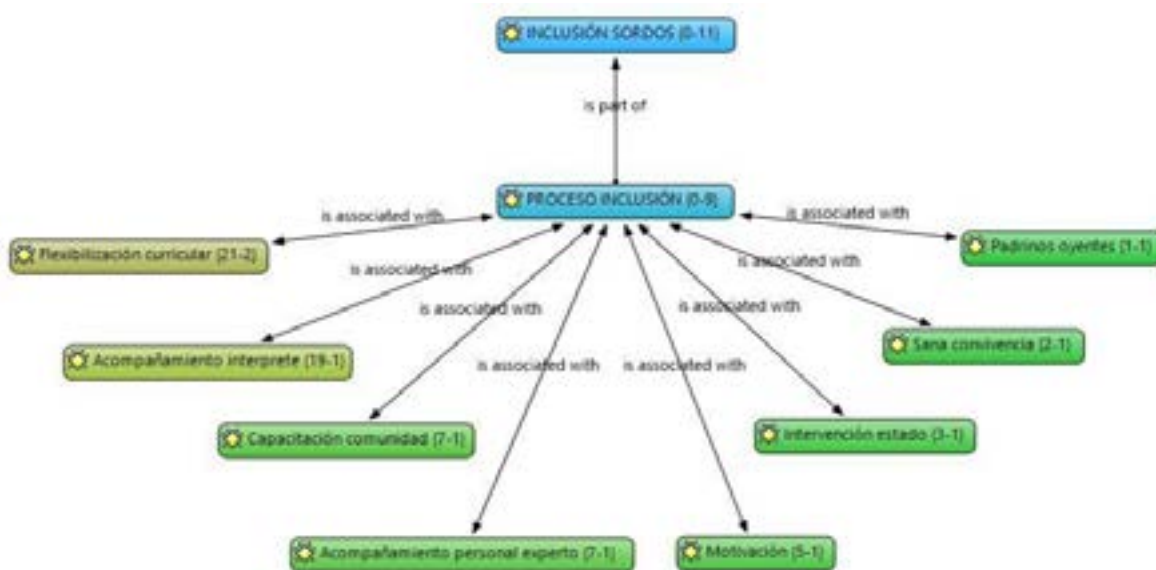 INCLUSIÓN SORDOS {0-11}
is part of
PROCESO INCLUSIÓN {0-9}
is associated with
is associated with
Flexibilización curricular {21-2}
Padrinos oyentes {1-1}
is associated with
is associated with
is associated with
is associated with
Acompañamiento interprete {19-1}
Sana convivencia {2-1}
is associated with
is associated with
Capacitación comunidad {7-1}
Intervención estado {3-1}
Acompañamiento personal experto {7-1}
Motivación {5-1}